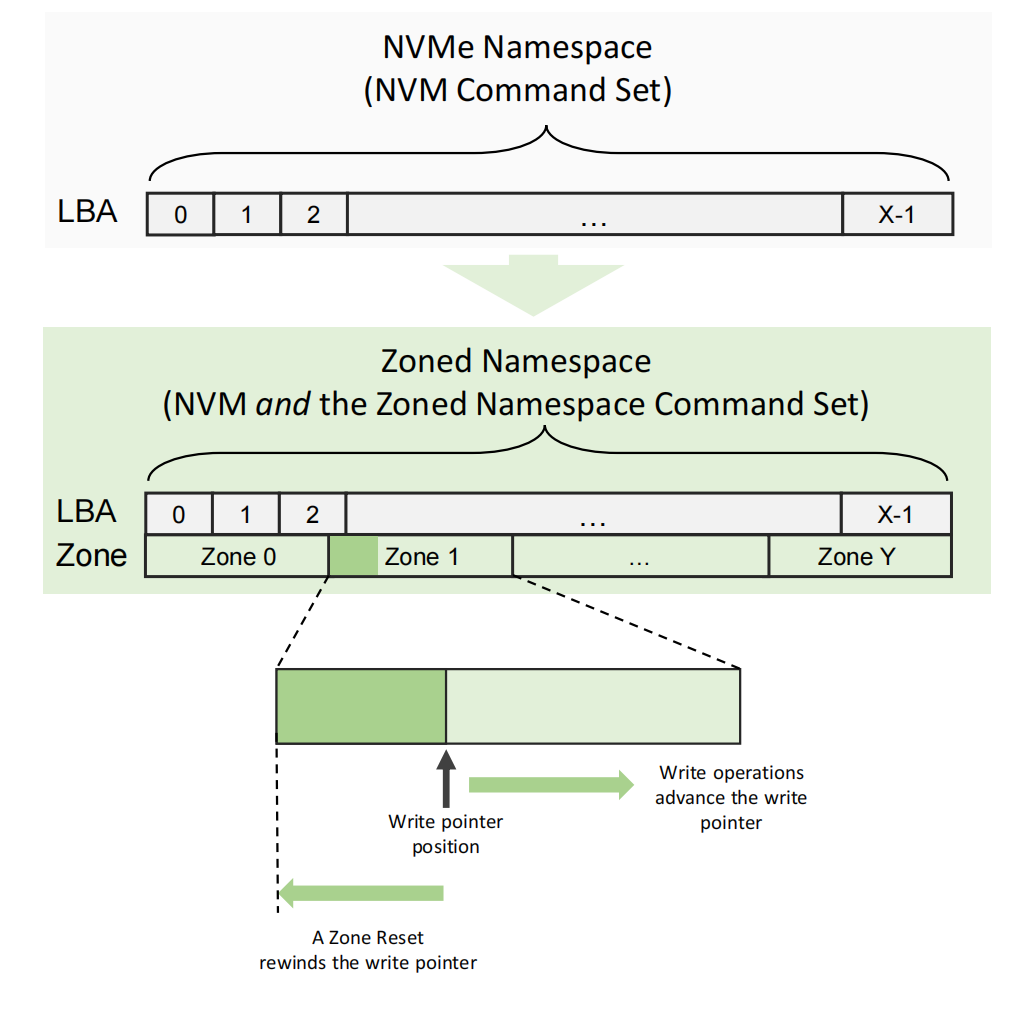 NVMe Namespace
(NVM Command Set)
LBA 0 1 2 ... X-1
Zoned Namespace
(NVM and the Zoned Namespace Command Set)
LBA 0 1 2 ... X-1
Zone Zone 0 Zone 1 ... Zone Y
Write operations
advance the write
pointer
Write pointer
position
A Zone Reset
rewinds the write pointer